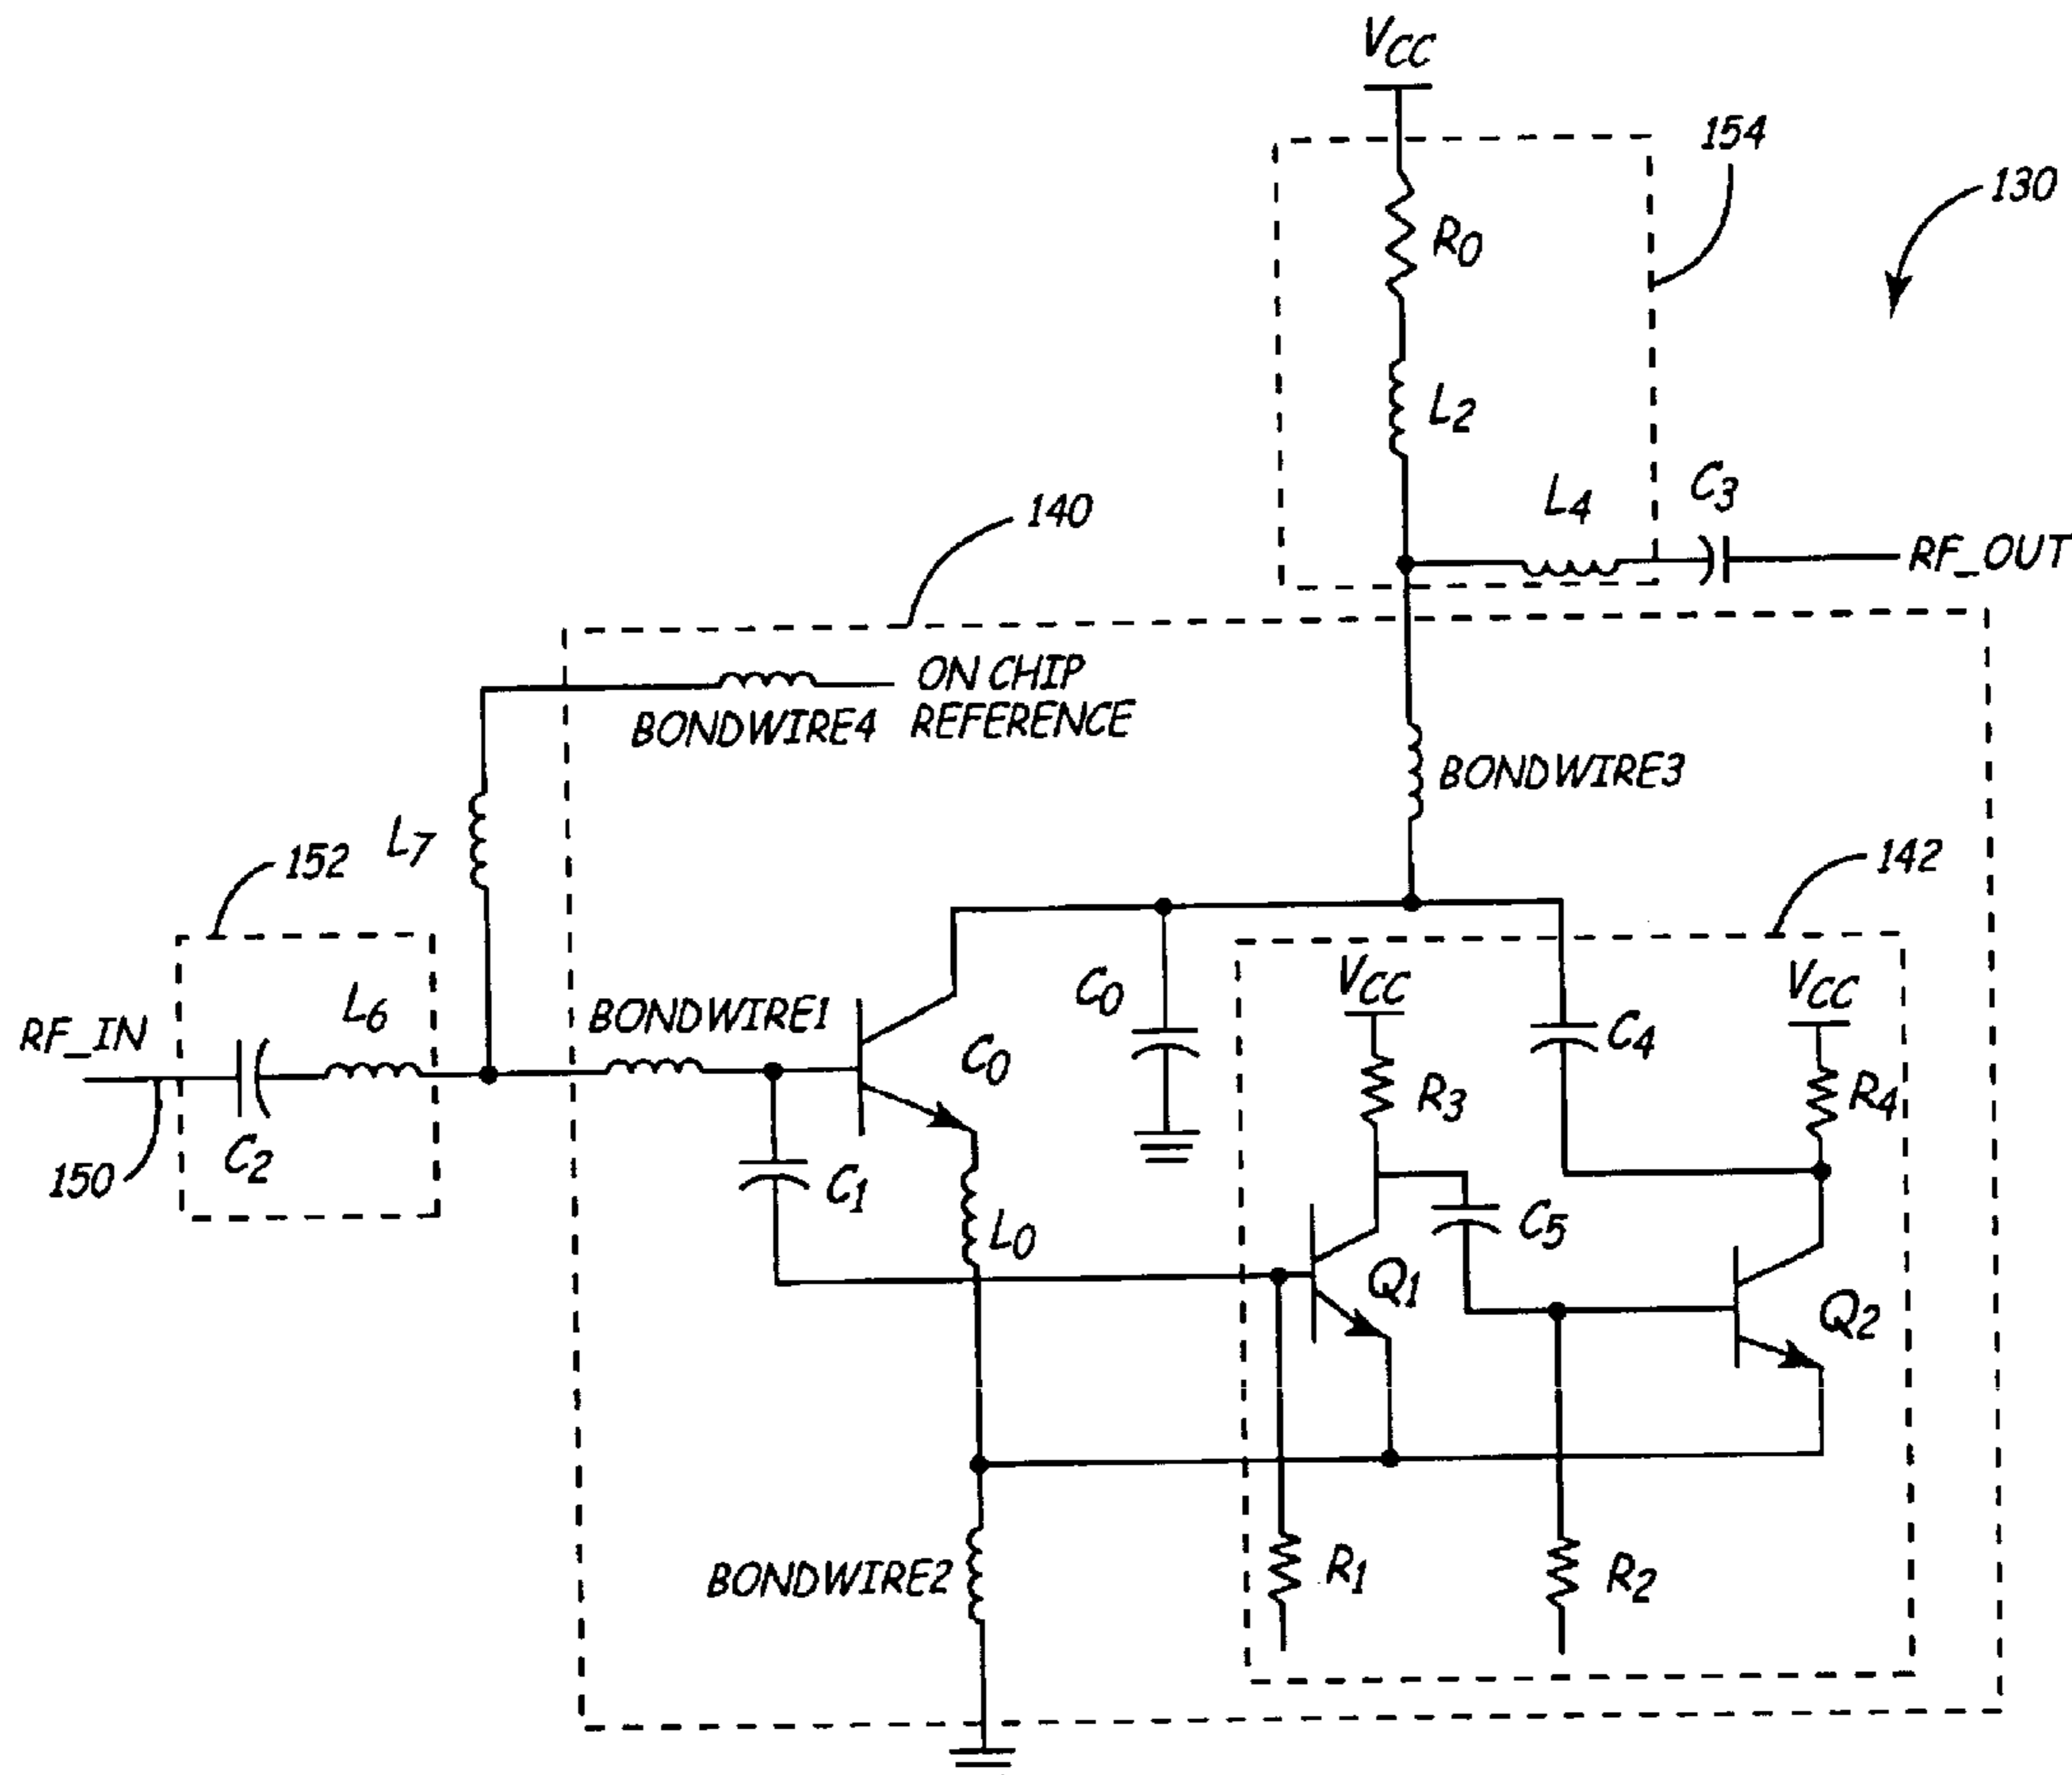 VCC
154
130
R0
L2
140
L4
C3
RF_OUT
ON CHIP
REFERENCE
BONDWIRE4
BONDWIRE3
L7
152
142
RF_IN
L6
BONDWIRE1
C0
C0
VCC
C4
VCC
R3
R4
150
C2
C1
L0
C5
Q1
Q2
BONDWIRE2
R1
R2